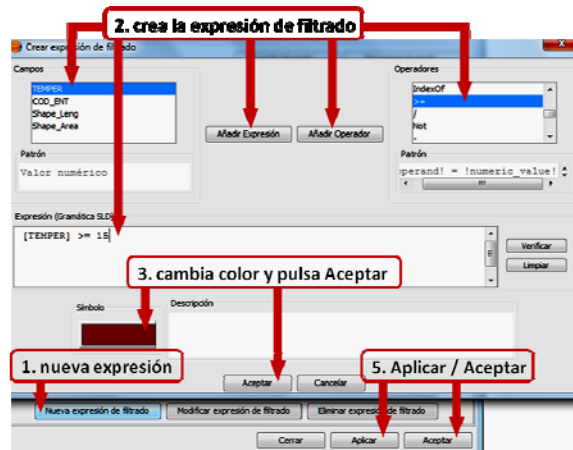 2. crea la expresión de filtrado
Crear expresión de filtrado
Campos
Operadores
TEMPER
COD_ENT
Shape_Leng
Shape_Area
IndexOf
>=
/
Not
-
Añadir Expresión
Añadir Operador
Patrón
Valor numérico
Patrón
perand! = !numeric_value!
Expresión (Gramática SLD)
[TEMPER] >= 15
Verificar
Limpiar
3. cambia color y pulsa Aceptar
Símbolo
Descripción
1. nueva expresión
Aceptar
Cancelar
5. Aplicar / Aceptar
Nueva expresión de filtrado
Modificar expresión de filtrado
Eliminar expresión de filtrado
Cerrar
Aplicar
Aceptar